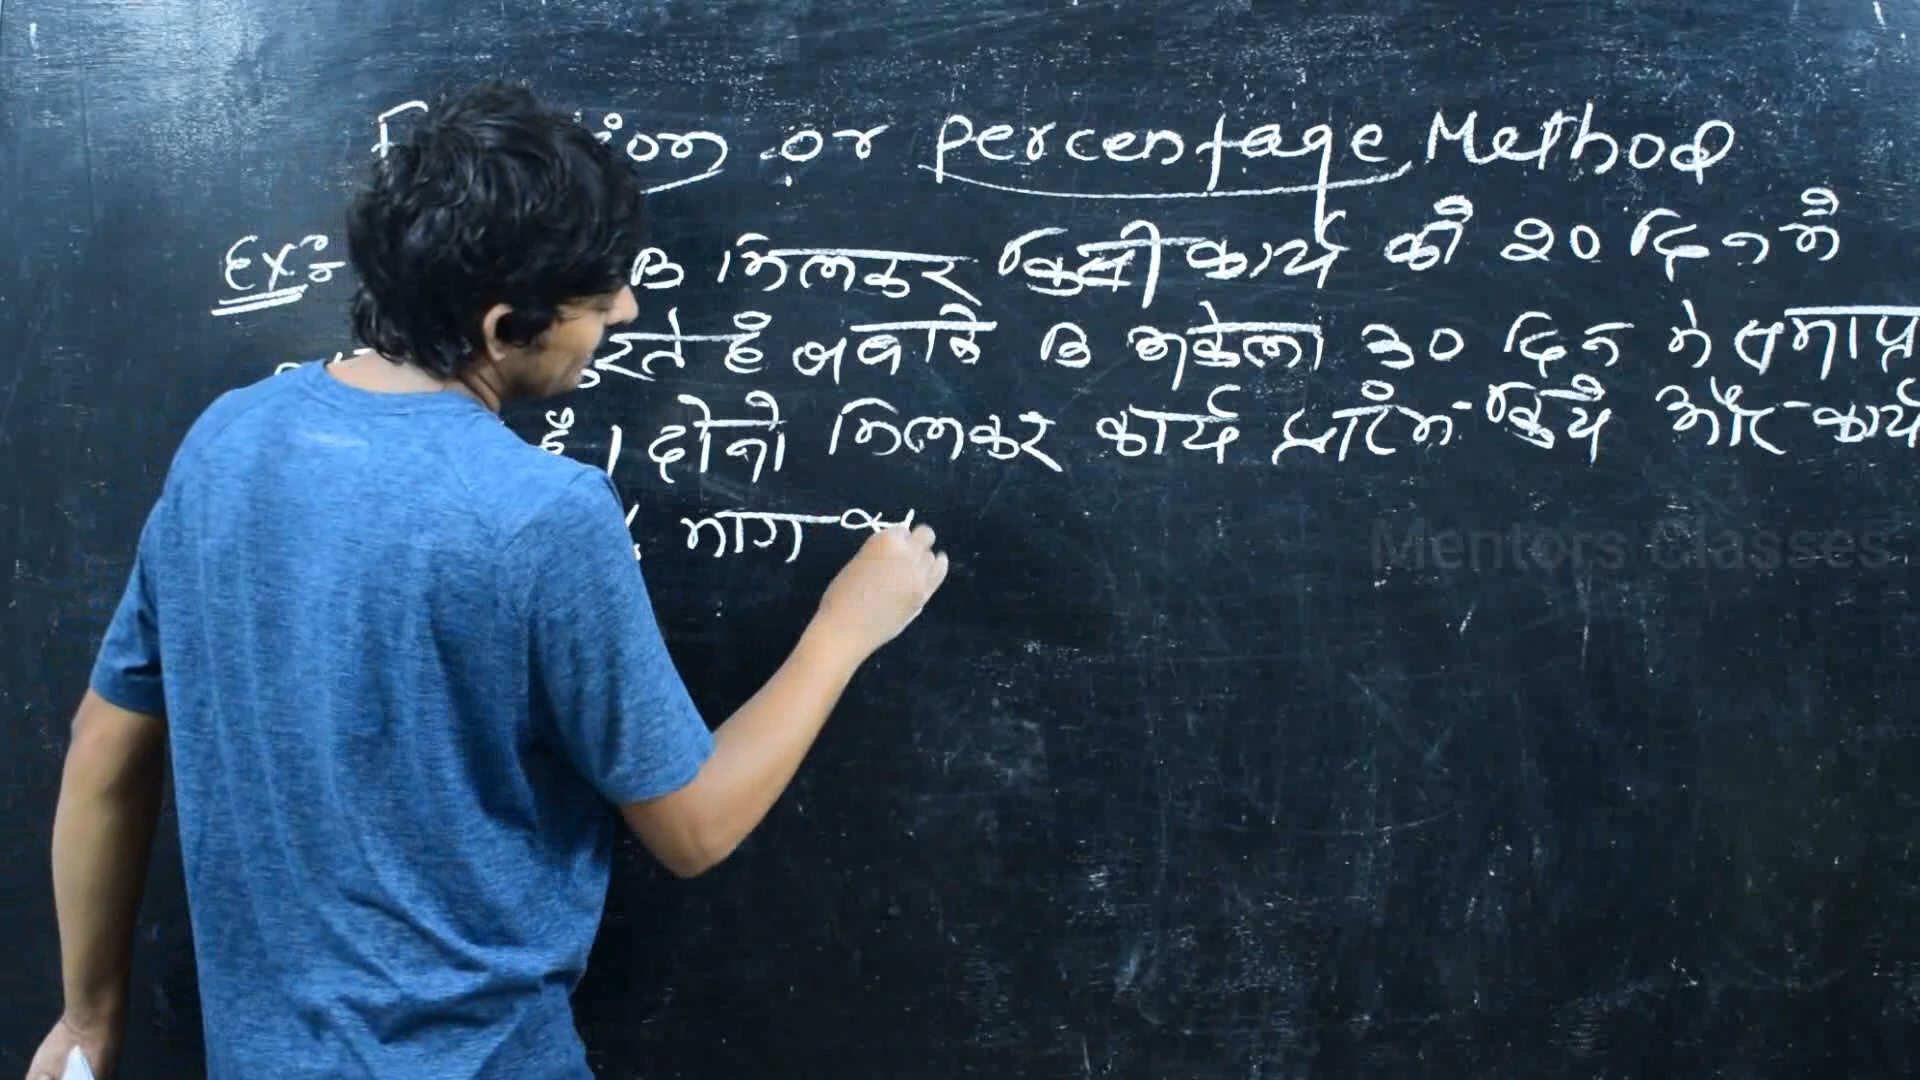 or Percentage Method
Ex:- B मिलकर किसी कार्य को 20 दिन में
करते हैं जबकि B अकेला 30 दिन में समाप्त
है । दोनों मिलकर कार्य प्रारंभ किये और कार्य
भाग
Mentors Classes